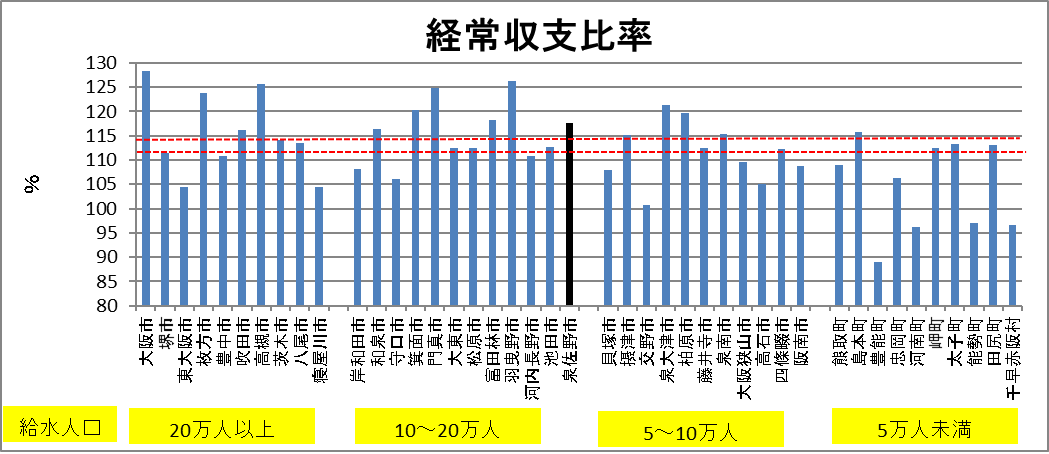 経常収支比率
130
125
120
115
110
105
100
95
90
85
80
%
大阪市
堺市
東大阪市
枚方市
豊中市
吹田市
高槻市
茨木市
八尾市
寝屋川市
岸和田市
和泉市
守口市
箕面市
門真市
大東市
松原市
富田林市
羽曳野市
河内長野市
池田市
泉佐野市
貝塚市
摂津市
交野市
泉大津市
柏原市
藤井寺市
泉南市
大阪狭山市
高石市
四條畷市
阪南市
熊取町
島本町
豊能町
忠岡町
河南町
岬町
太子町
能勢町
田尻町
千早赤阪村
給水人口
20万人以上
10～20万人
5～10万人
5万人未満